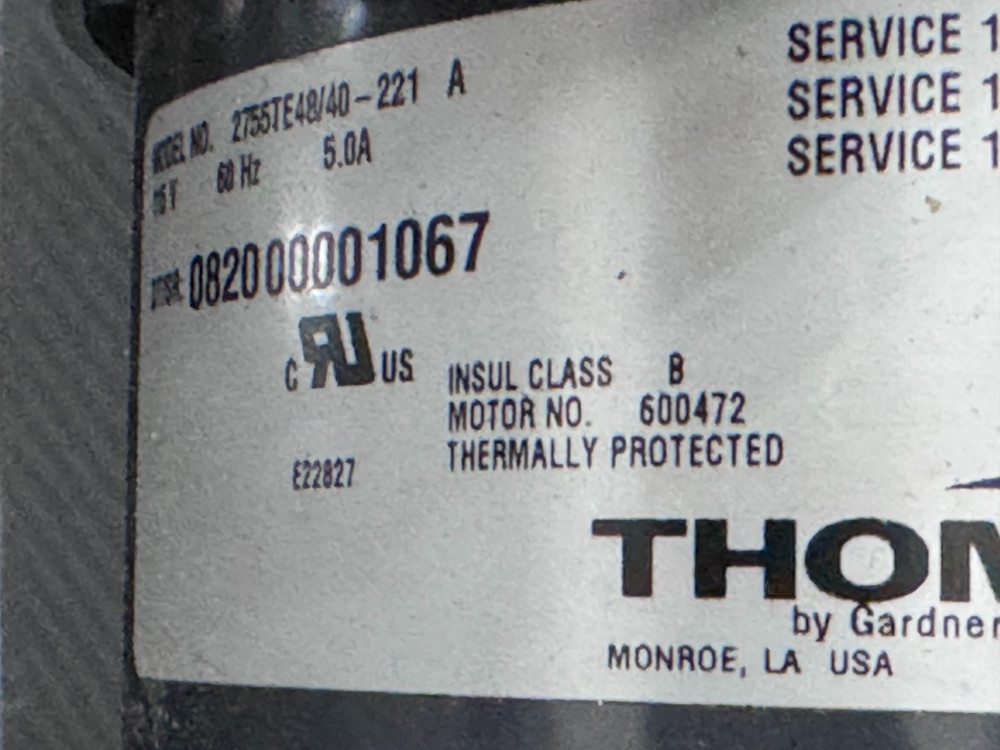 MODEL NO. 2755TE48/40-221 A
60 Hz 5.0A
082000001067
C RU US
E22827
SERVICE 1
SERVICE 1
SERVICE 1
INSUL CLASS B
MOTOR NO. 600472
THERMALLY PROTECTED
THOM
by Gardner
MONROE, LA USA